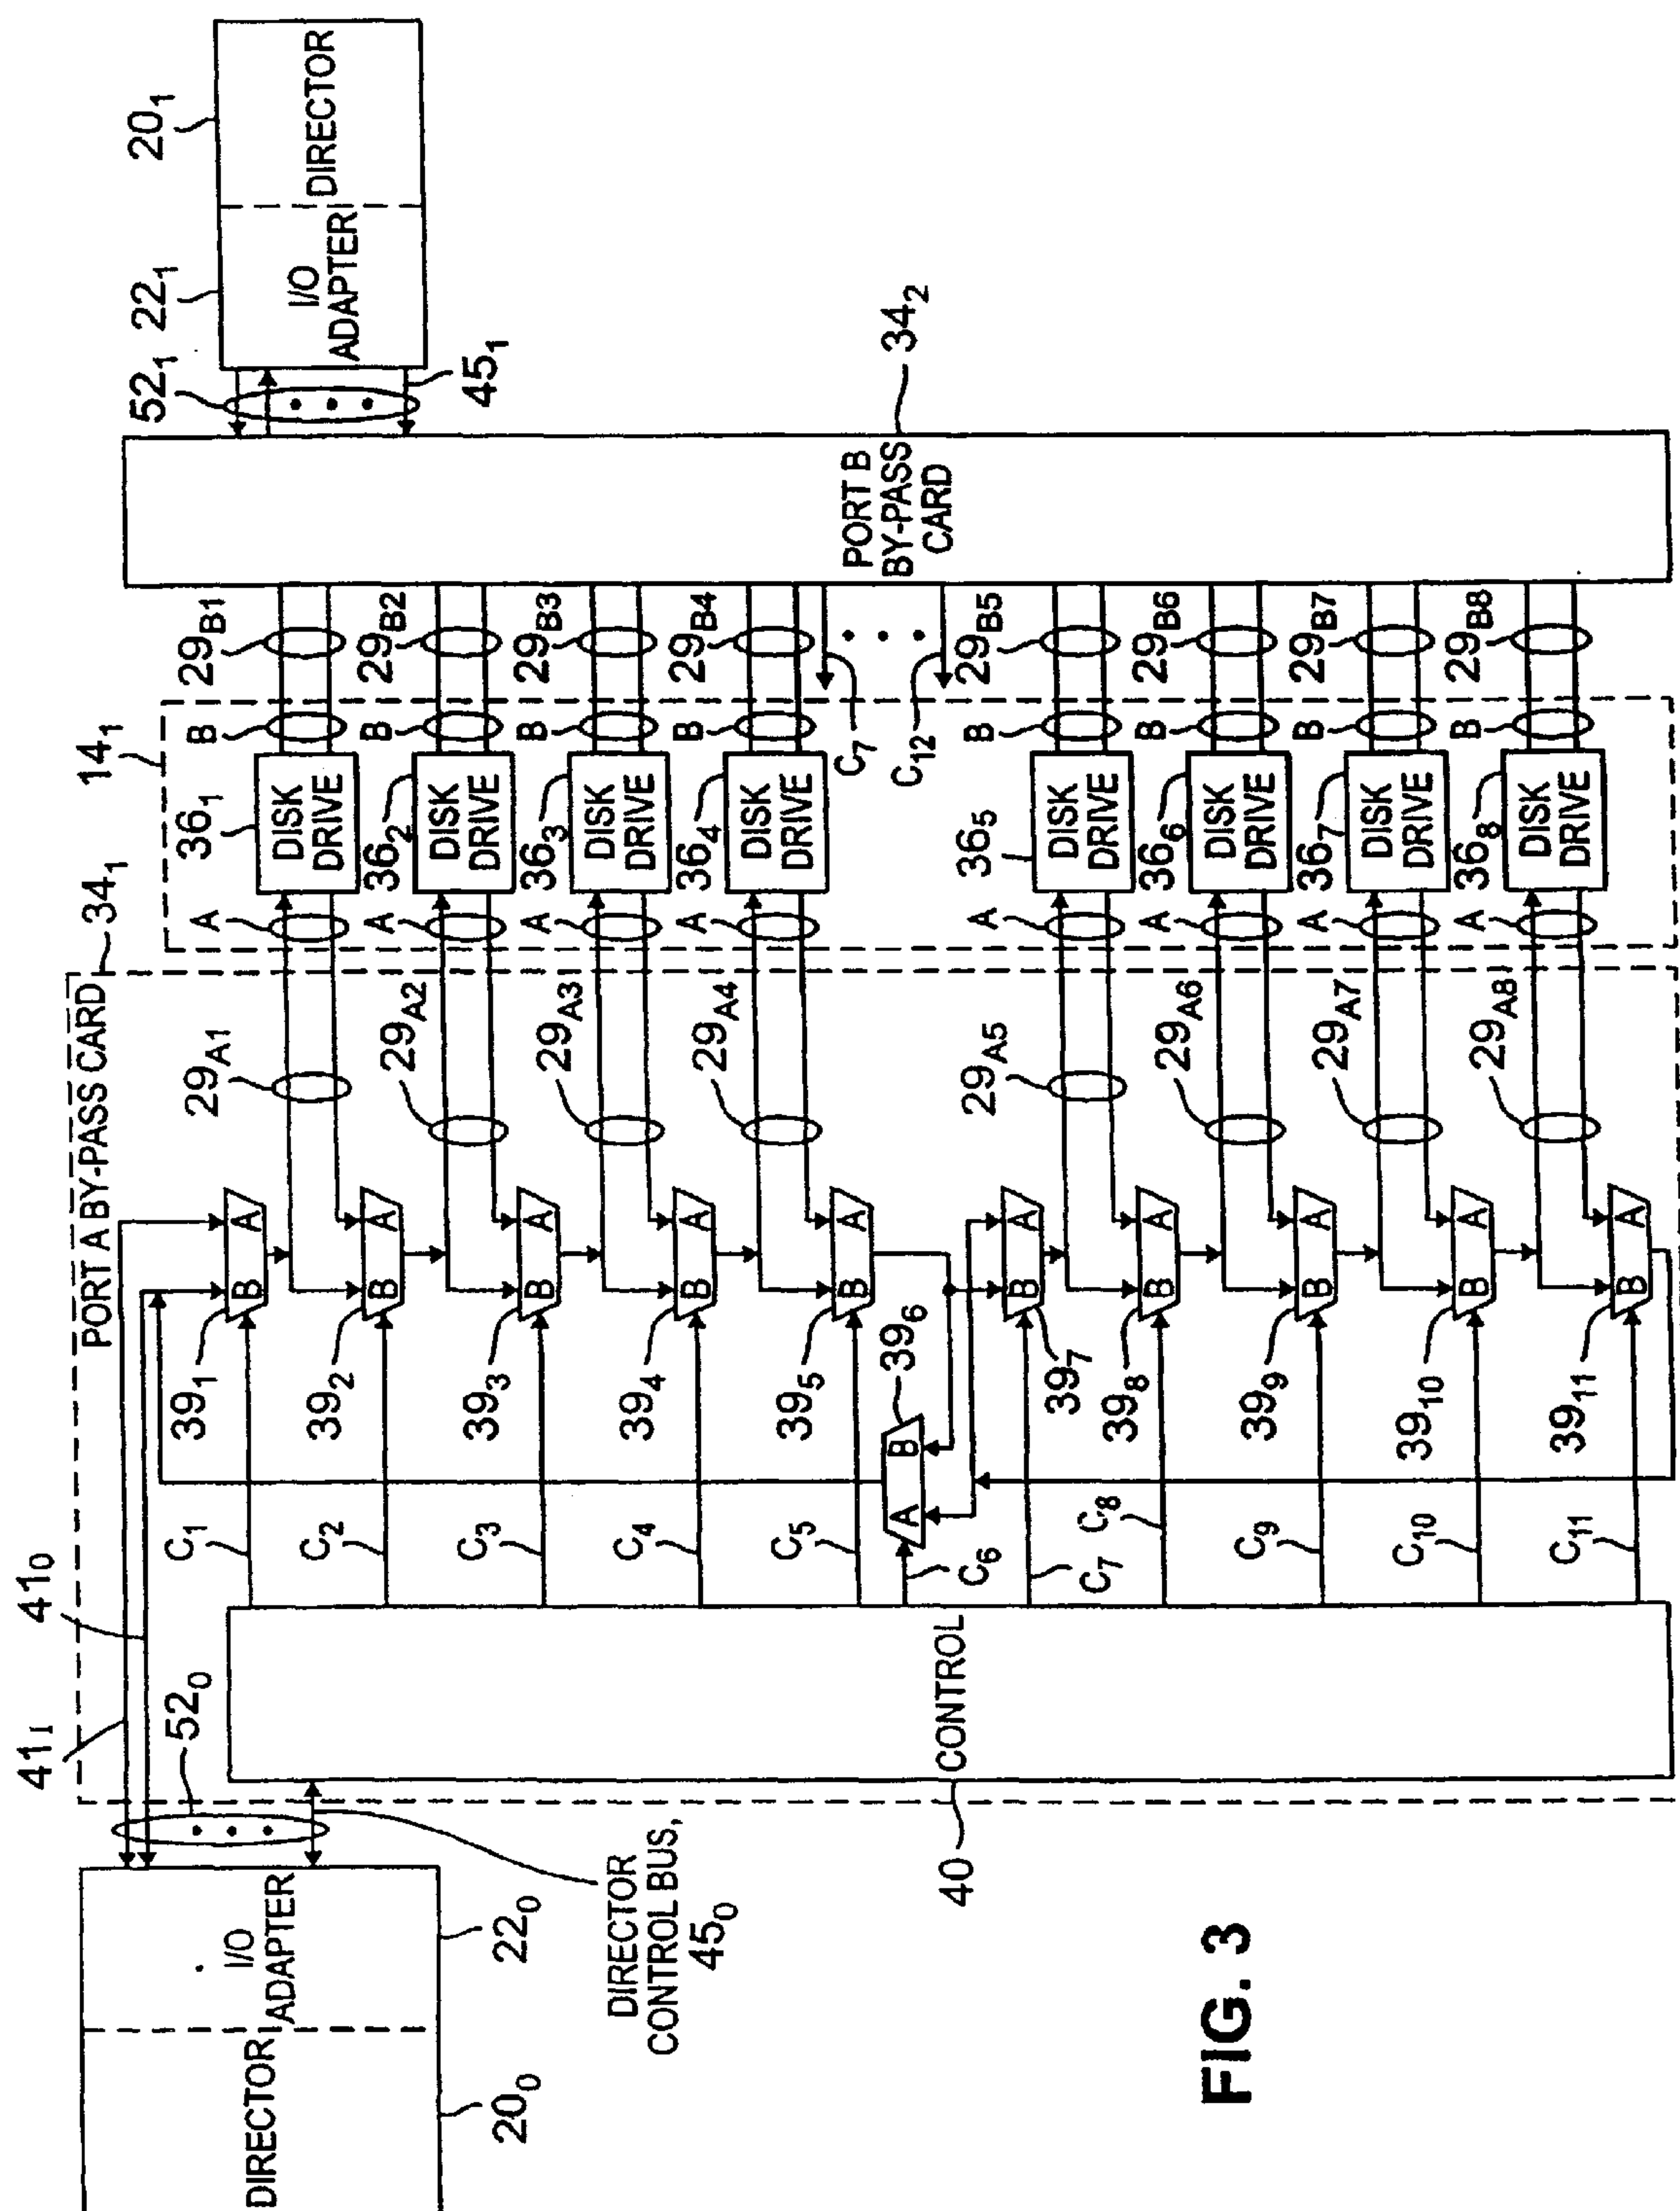 20₁
DIRECTOR
22₁
I/O
ADAPTER
52₁
45₁
34₂
PORT B
BY-PASS
CARD
29B1
29B2
29B3
29B4
C₇
C₁₂
29B5
29B6
29B7
29B8
14₁
B
B
B
B
B
B
B
B
36₁
DISK
DRIVE
36₂
DISK
DRIVE
36₃
DISK
DRIVE
36₄
DISK
DRIVE
36₅
DISK
DRIVE
36₆
DISK
DRIVE
36₇
DISK
DRIVE
36₈
DISK
DRIVE
A
A
A
A
A
A
A
A
34₁
PORT A BY-PASS CARD
29A1
29A2
29A3
29A4
29A5
29A6
29A7
29A8'
B A
B A
B A
B A
B A
A B
B A
B A
B A
B A
B A
39₁
39₂
39₃
39₄
39₅
39₆
39₇
39₈
39₉
39₁₀
39₁₁
C₁
C₂
C₃
C₄
C₅
C₆
C₇
C₈
C₉
C₁₀
C₁₁
41₀
41I
52₀
CONTROL
40
DIRECTOR
CONTROL BUS,
45₀
I/O
ADAPTER
22₀
DIRECTOR
20₀
FIG. 3